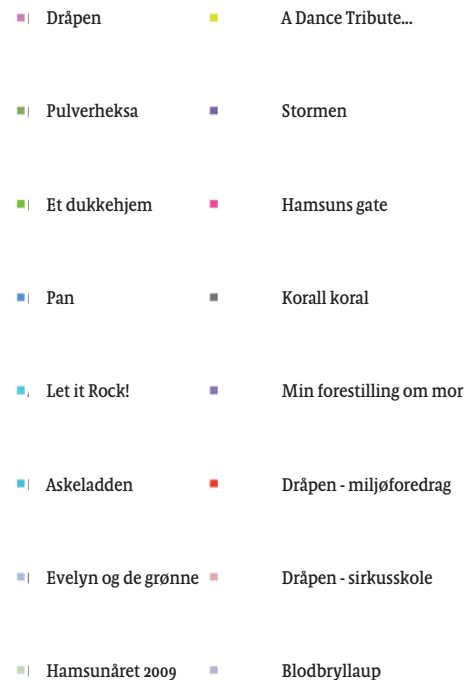 Dråpen
A Dance Tribute...
Pulverheksa
Stormen
Et dukkehjem
Hamsuns gate
Pan
Korall koral
Let it Rock!
Min forestilling om mor
Askeladden
Dråpen - miljøforedrag
Evelyn og de grønne
Dråpen - sirkusskole
Hamsunåret 2009
Blodbryllaup